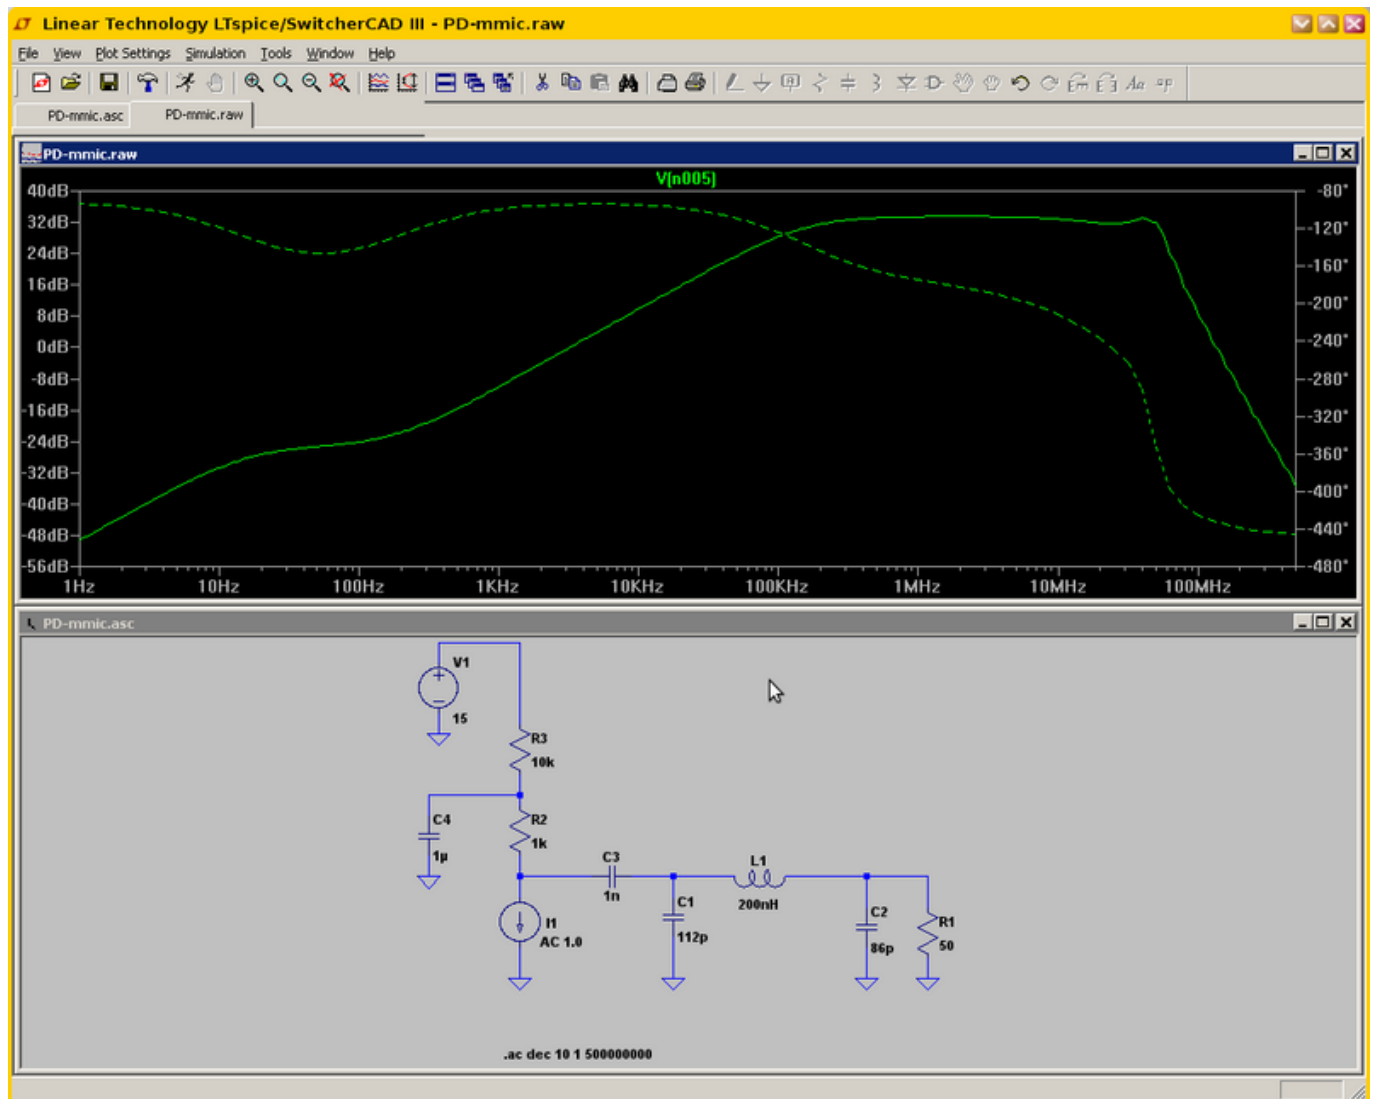 Linear Technology LTspice/SwitcherCAD III - PD-mmic.raw
File View Plot Settings Simulation Tools Window Help
PD-mmic.asc PD-mmic.raw
PD-mmic.raw
V(n005)
40dB -80°
32dB -120°
24dB -160°
16dB -200°
8dB -240°
0dB -280°
-8dB -320°
-16dB -360°
-24dB -400°
-32dB -440°
-40dB -480°
-48dB
-56dB
1Hz 10Hz 100Hz 1KHz 10KHz 100KHz 1MHz 10MHz 100MHz
PD-mmic.asc
V1
15
R3
10k
C4
1µ
R2
1k
C3
1n
I1
AC 1.0
C1
112p
L1
200nH
C2
86p
R1
50
.ac dec 10 1 500000000